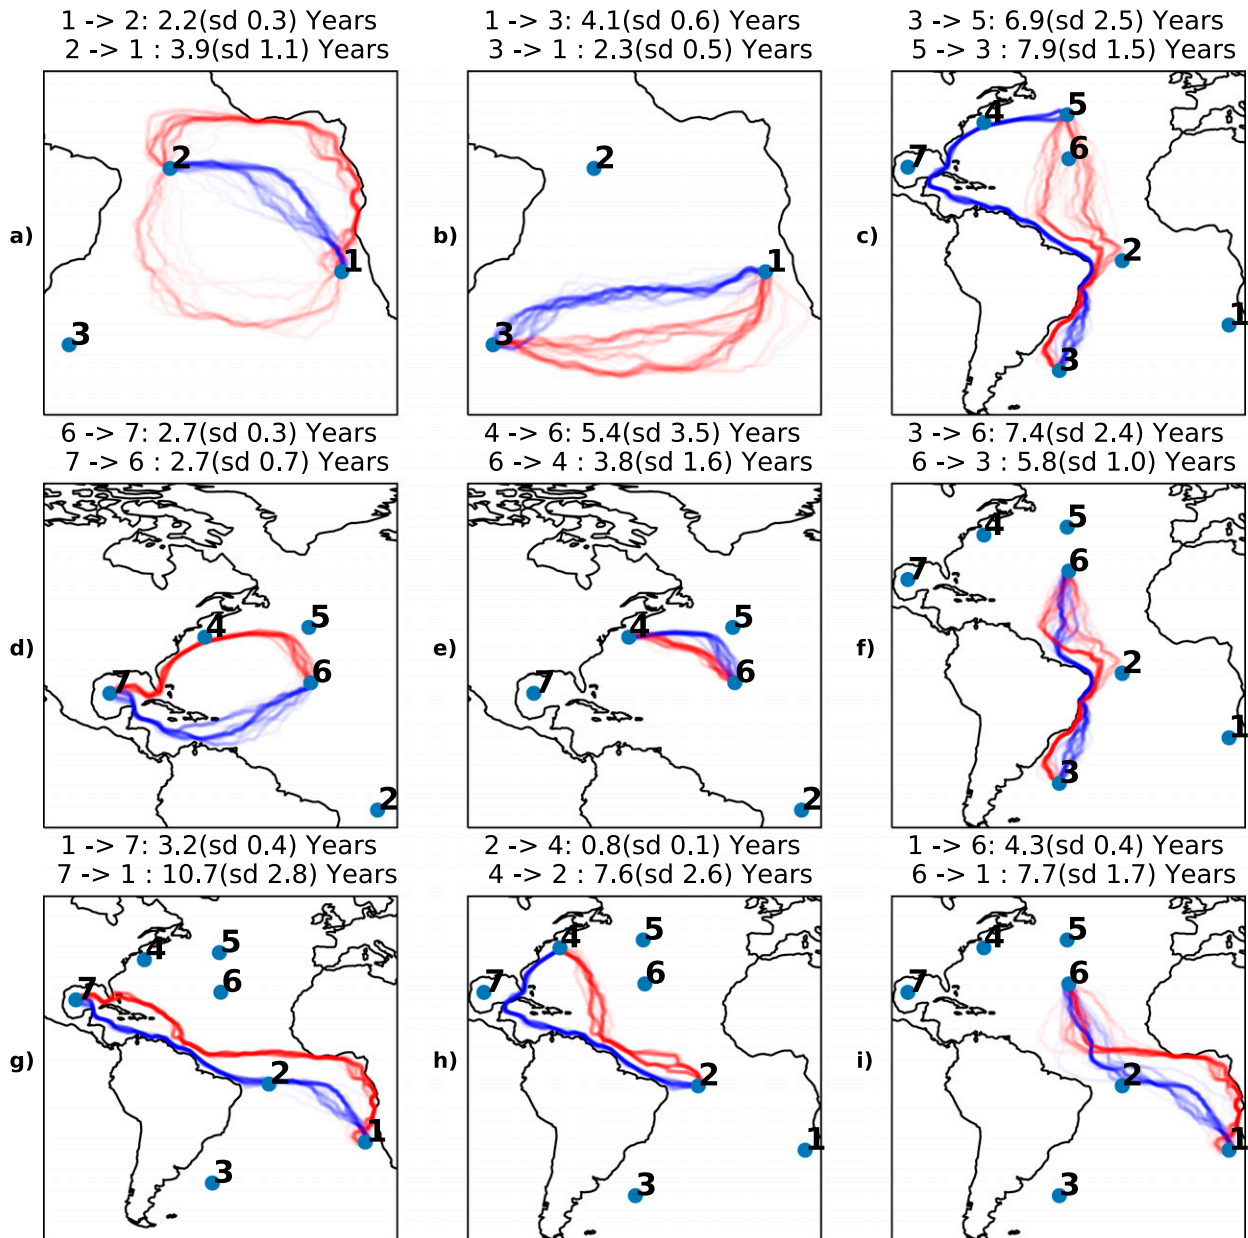 1 -> 2: 2.2(sd 0.3) Years
2 -> 1 : 3.9(sd 1.1) Years
1 -> 3: 4.1(sd 0.6) Years
3 -> 1 : 2.3(sd 0.5) Years
3 -> 5: 6.9(sd 2.5) Years
5 -> 3 : 7.9(sd 1.5) Years
a)
2
1
3
b)
2
1
3
c)
4
5
7
6
2
1
3
6 -> 7: 2.7(sd 0.3) Years
7 -> 6 : 2.7(sd 0.7) Years
4 -> 6: 5.4(sd 3.5) Years
6 -> 4 : 3.8(sd 1.6) Years
3 -> 6: 7.4(sd 2.4) Years
6 -> 3 : 5.8(sd 1.0) Years
d)
4
5
7
6
2
e)
4
5
7
6
2
f)
4
5
7
6
2
1
3
1 -> 7: 3.2(sd 0.4) Years
7 -> 1 : 10.7(sd 2.8) Years
2 -> 4: 0.8(sd 0.1) Years
4 -> 2 : 7.6(sd 2.6) Years
1 -> 6: 4.3(sd 0.4) Years
6 -> 1 : 7.7(sd 1.7) Years
g)
4
5
7
6
2
1
3
h)
4
5
7
6
2
1
3
i)
4
5
7
6
2
1
3